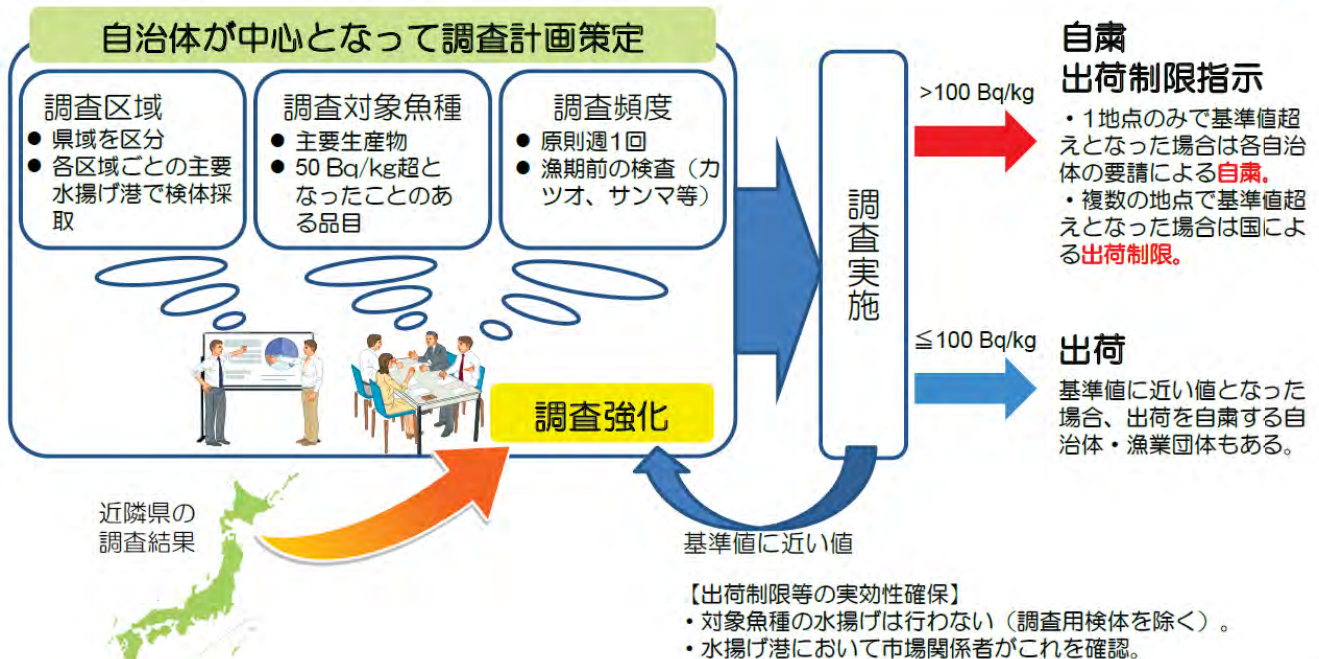 自治体が中心となって調査計画策定
調査区域
● 県域を区分
● 各区域ごとの主要
水揚げ港で検体採
取
調査対象魚種
● 主要生産物
● 50 Bq/kg超と
なったことのあ
る品目
調査頻度
● 原則週1回
● 漁期前の検査（カ
ツオ、サンマ等）
調査強化
近隣県の
調査結果
調査実施
基準値に近い値
>100 Bq/kg
自粛
出荷制限指示
・1地点のみで基準値超
えとなった場合は各自治
体の要請による自粛。
・複数の地点で基準値超
えとなった場合は国によ
る出荷制限。
≦100 Bq/kg
出荷
基準値に近い値となった
場合、出荷を自粛する自
治体・漁業団体もある。
【出荷制限等の実効性確保】
・対象魚種の水揚げは行わない（調査用検体を除く）。
・水揚げ港において市場関係者がこれを確認。